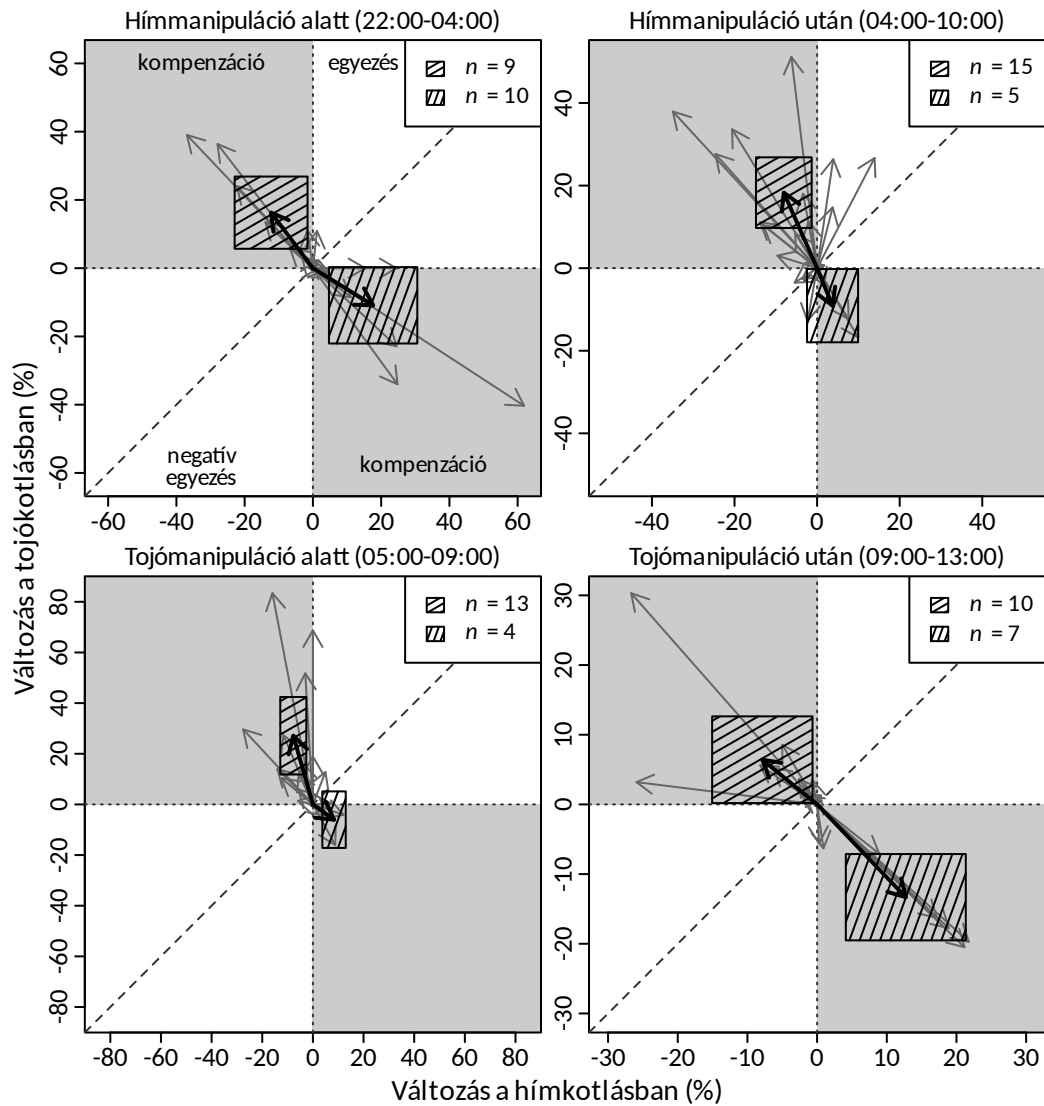 Hímmanipuláció alatt (22:00-04:00)
kompenzáció
egyezés
n = 9
n = 10
negatív
egyezés
kompenzáció
60
40
20
0
-20
-40
-60
-60 -40 -20 0 20 40 60
Hímmanipuláció után (04:00-10:00)
n = 15
n = 5
40
20
0
-20
-40
-40 -20 0 20 40
Tojómanipuláció alatt (05:00-09:00)
n = 13
n = 4
80
60
40
20
0
-20
-40
-60
-80
-80 -60 -40 -20 0 20 40 60 80
Tojómanipuláció után (09:00-13:00)
n = 10
n = 7
30
20
10
0
-10
-20
-30
-30 -20 -10 0 10 20 30
Változás a tojókotlásban (%)
Változás a hímkotlásban (%)